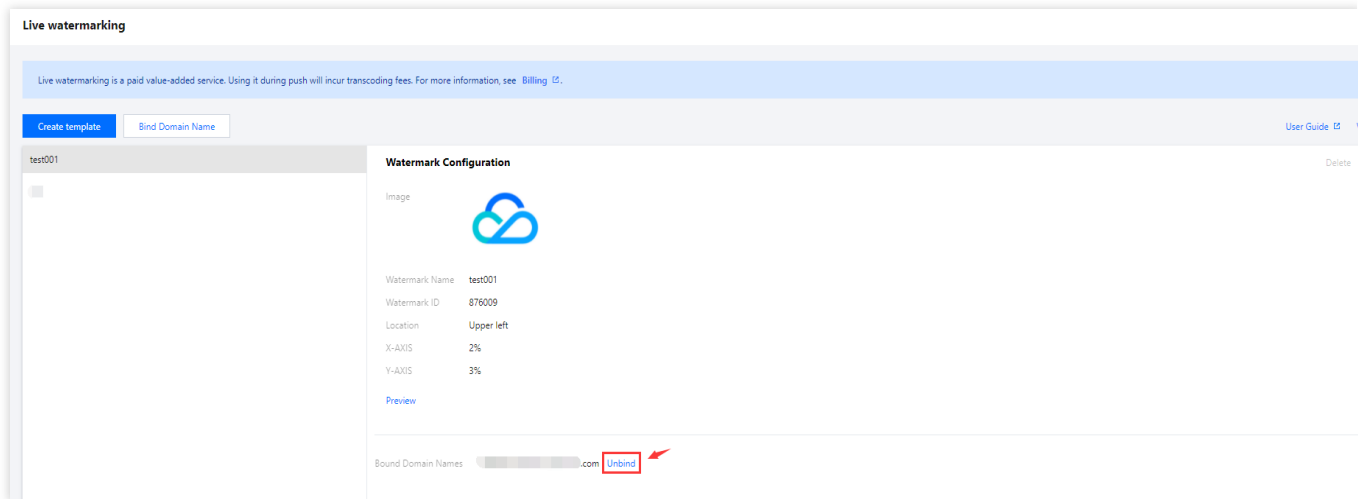 Live watermarking
Live watermarking is a paid value-added service. Using it during push will incur transcoding fees. For more information, see Billing.
Create template
Bind Domain Name
User Guide
test001
Watermark Configuration
Delete
Image
Watermark Name test001
Watermark ID 876009
Location Upper left
X-AXIS 2%
Y-AXIS 3%
Preview
Bound Domain Names .com Unbind